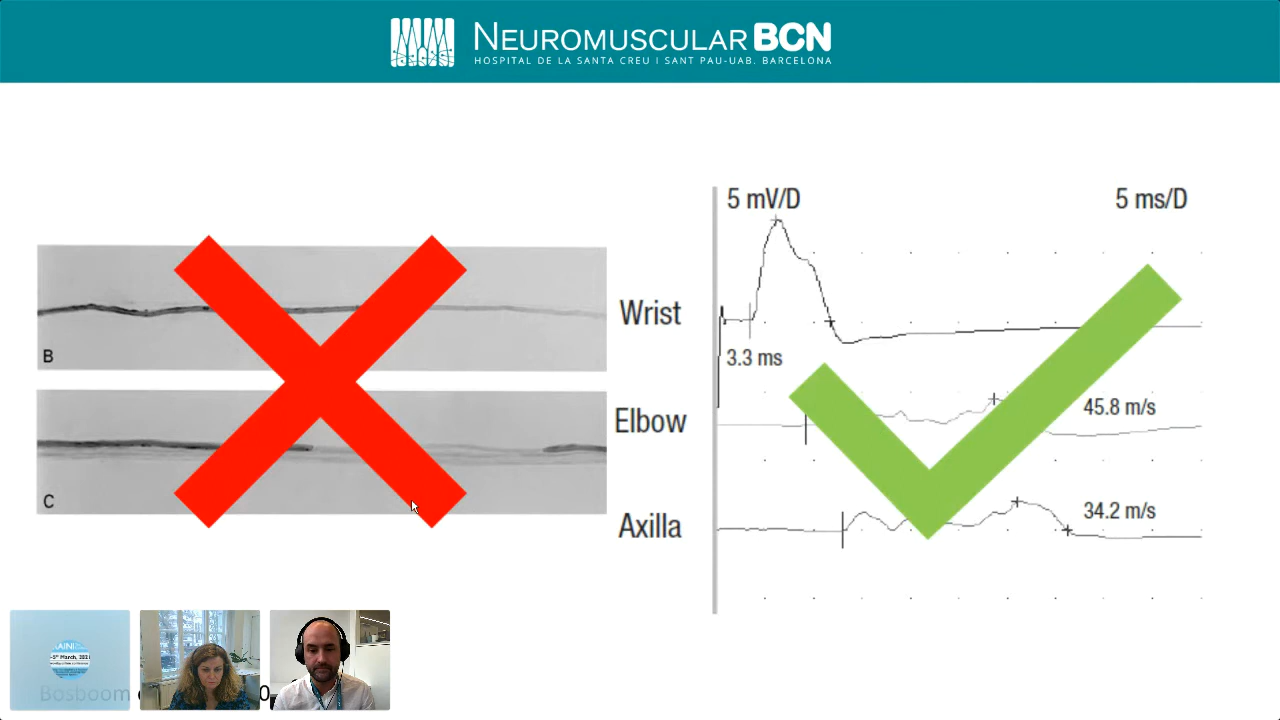 NEUROMUSCULAR BCN
HOSPITAL DE LA SANTA CREU I SANT PAU-UAB. BARCELONA
5 mV/D
5 ms/D
Wrist
3.3 ms
B
Elbow
45.8 m/s
C
Axilla
34.2 m/s
Bosboom